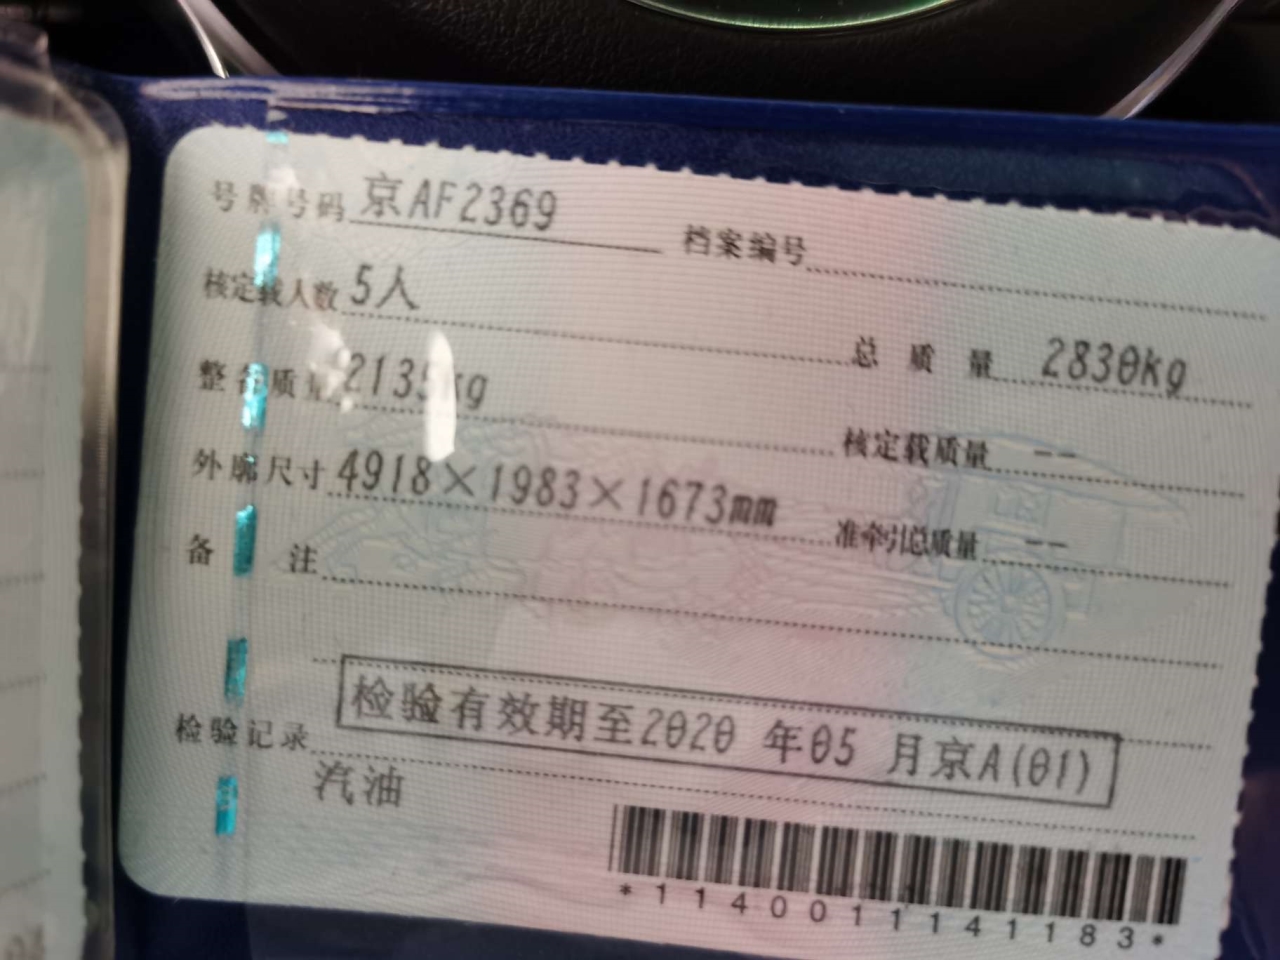 号牌号码 京AF2369 档案编号
核定载人数 5人 总质量 2830kg
整备质量 2135kg 核定载质量 --
外廓尺寸 4918×1983×1673mm 准牵引总质量 --
备注
检验有效期至2020 年05 月京A(01)
检验记录
汽油
*1140011141183*